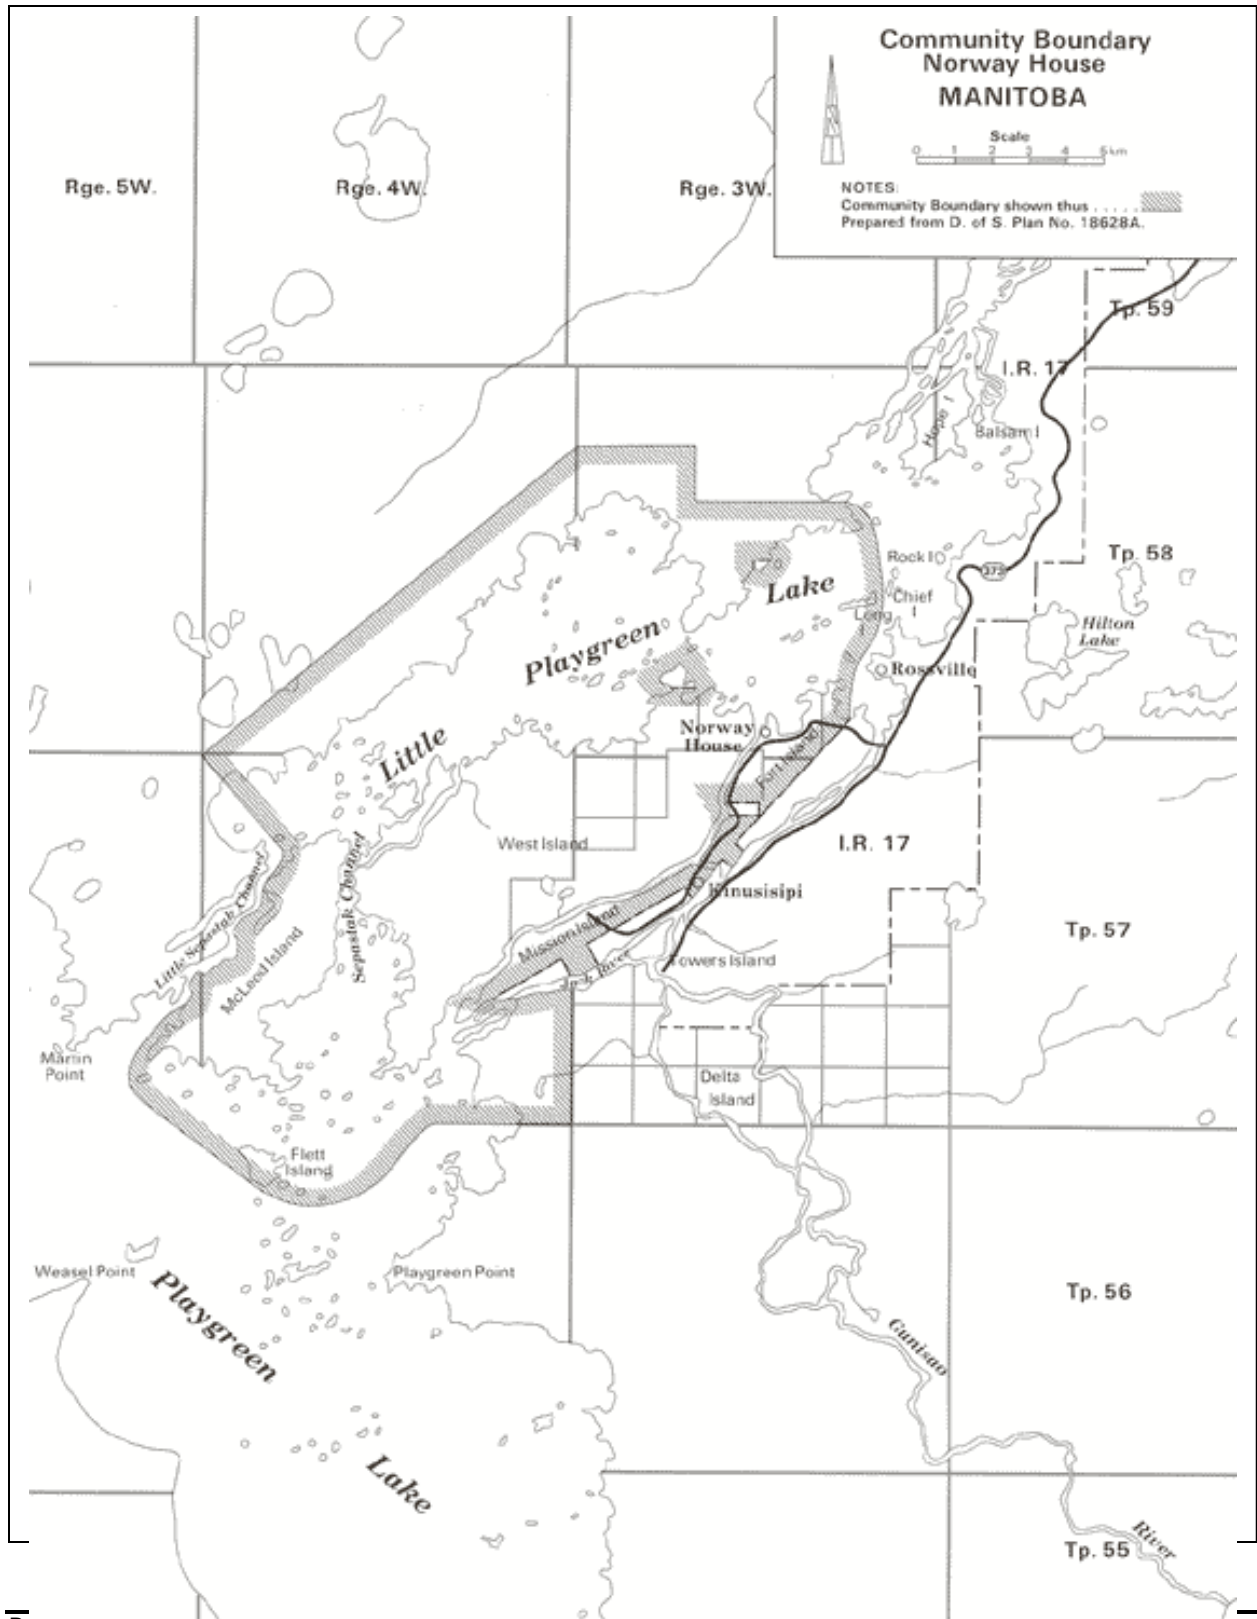 Community Boundary
Norway House
MANITOBA
Scale
0 1 2 3 4 5 km
NOTES:
Community Boundary shown thus .....
Prepared from D. of S. Plan No. 18628A.
Rge. 5W.
Rge. 4W.
Rge. 3W.
Tp. 59
I.R. 17
Hope I
Balsam I
Rock I
373
Tp. 58
Chief
I
Long
I
Hilton
Lake
Little Playgreen Lake
Rossville
Norway
House
Fort Island
West Island
I.R. 17
Kinusisipi
Tp. 57
Little Sepastak Channel
Sepastak Channel
McLeod Island
Mission Island
Jack River
Towers Island
Martin
Point
Delta
Island
Flett
Island
Weasel Point
Playgreen Point
Playgreen
Lake
Tp. 56
Gunisao
River
Tp. 55